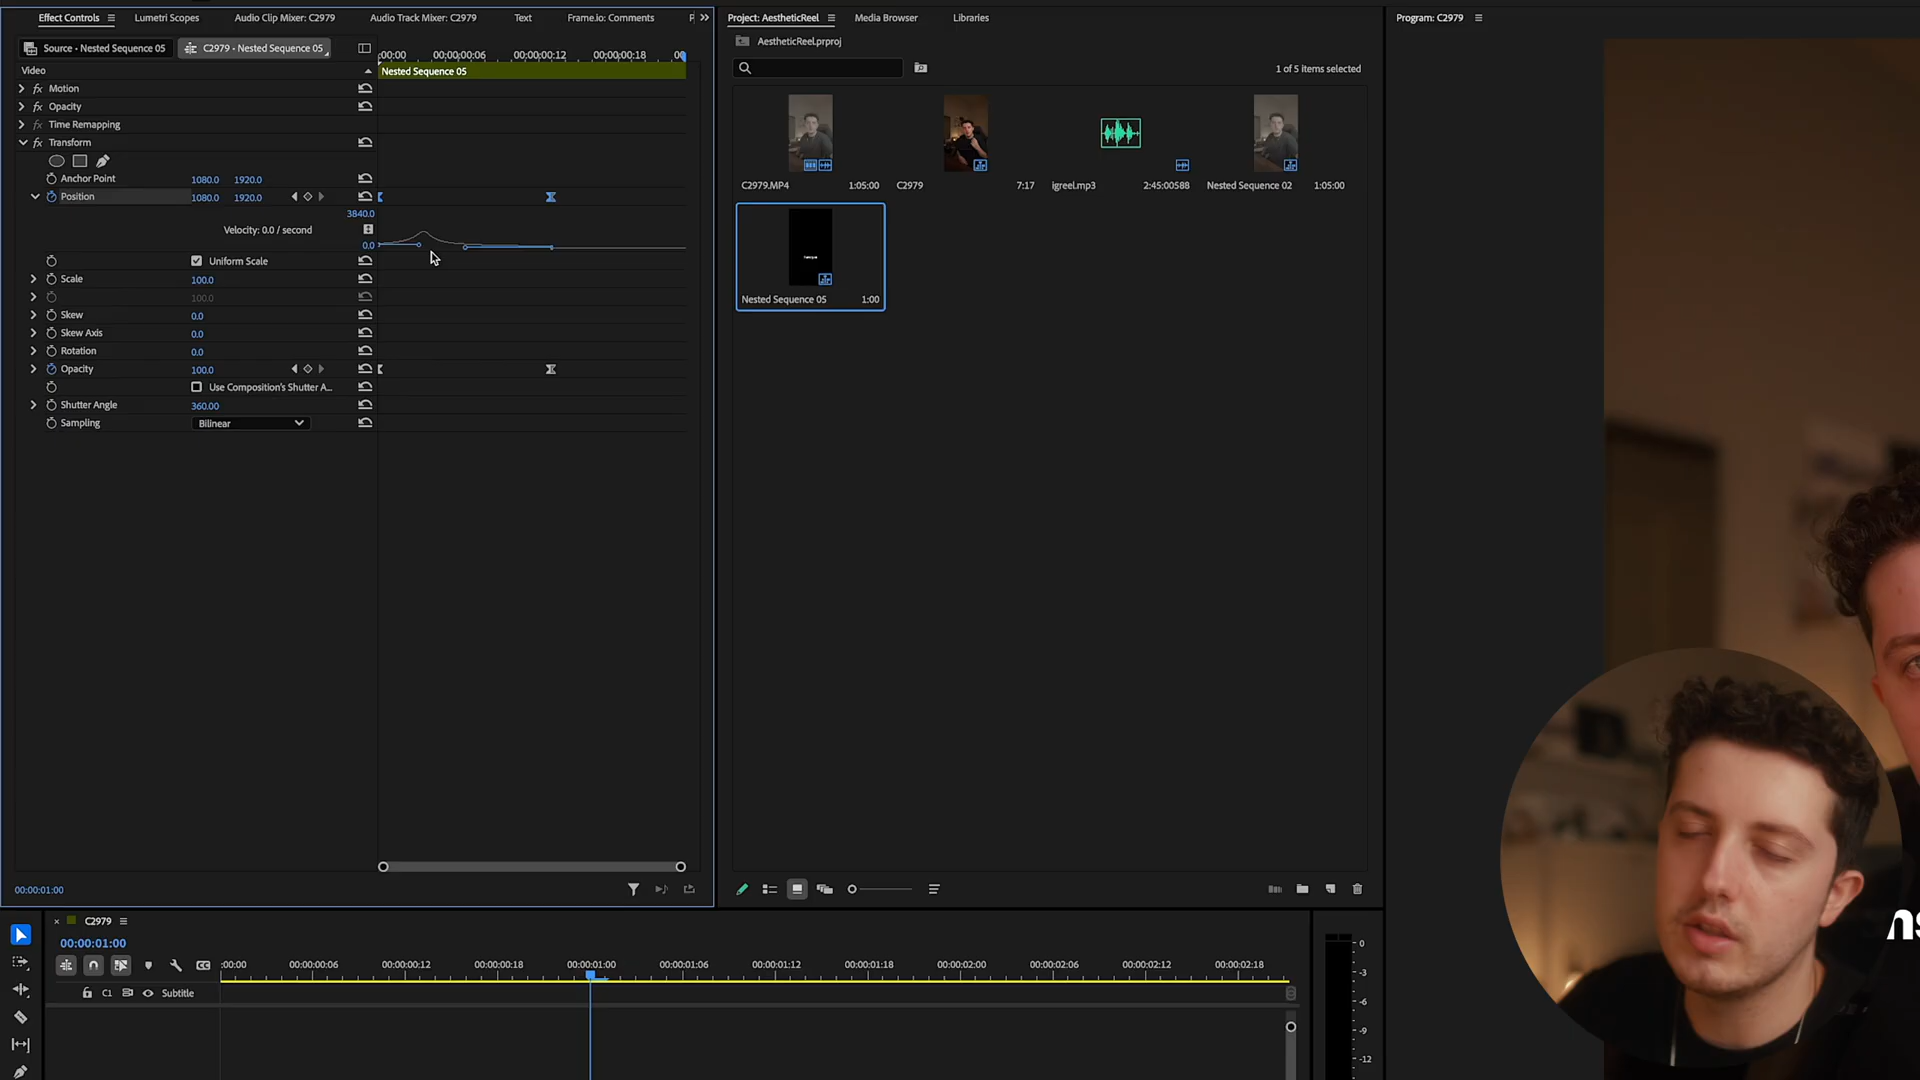 Effect Controls
Lumetri Scopes
Audio Clip Mixer: C2979
Audio Track Mixer: C2979
Text
Frame.io: Comments
Source • Nested Sequence 05
C2979 • Nested Sequence 05
:00:00
00:00:00:06
00:00:00:12
00:00:00:18
00
Video
Nested Sequence 05
fx Motion
fx Opacity
fx Time Remapping
fx Transform
Anchor Point 1080.0 1920.0
Position 1080.0 1920.0
3840.0
Velocity: 0.0 / second
0.0
Uniform Scale
Scale 100.0
100.0
Skew 0.0
Skew Axis 0.0
Rotation 0.0
Opacity 100.0
Use Composition's Shutter A...
Shutter Angle 360.00
Sampling Bilinear
00:00:01:00
Project: AestheticReel
Media Browser
Libraries
AestheticReel.prproj
1 of 5 items selected
C2979.MP4 1:05:00
C2979 7:17
igreel.mp3 2:45:00588
Nested Sequence 02 1:05:00
Nested Sequence 05 1:00
Program: C2979
C2979
00:00:01:00
:00:00
00:00:00:06
00:00:00:12
00:00:00:18
00:00:01:00
00:00:01:06
00:00:01:12
00:00:01:18
00:00:02:00
00:00:02:06
00:00:02:12
00:00:02:18
C1 Subtitle
0
-3
-6
-9
-12